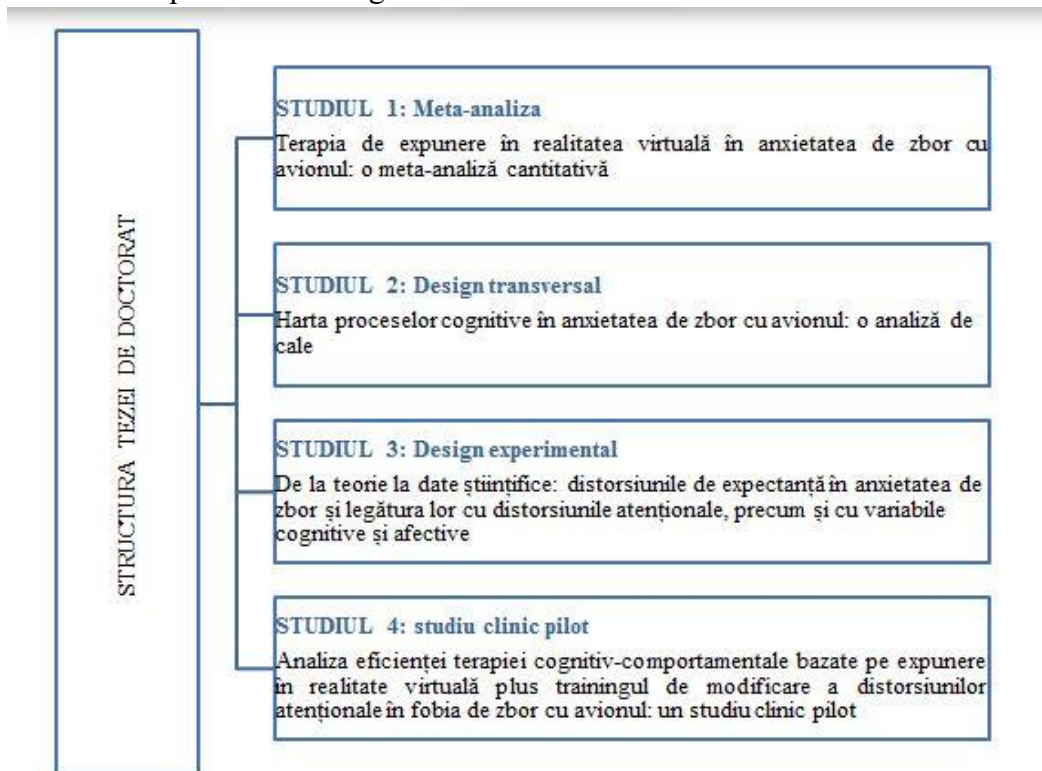 STRUCTURA TEZEI DE DOCTORAT
STUDIUL 1: Meta-analiza
Terapia de expunere în realitatea virtuală în anxietatea de zbor cu
avionul: o meta-analiză cantitativă
STUDIUL 2: Design transversal
Harta proceselor cognitive în anxietatea de zbor cu avionul: o analiză de
cale
STUDIUL 3: Design experimental
De la teorie la date științifice: distorsiunile de expectanță în anxietatea de
zbor și legătura lor cu distorsiunile atenționale, precum și cu variabile
cognitive și afective
STUDIUL 4: studiu clinic pilot
Analiza eficienței terapiei cognitiv-comportamentale bazate pe expunere
în realitate virtuală plus trainingul de modificare a distorsiunilor
atenționale în fobia de zbor cu avionul: un studiu clinic pilot